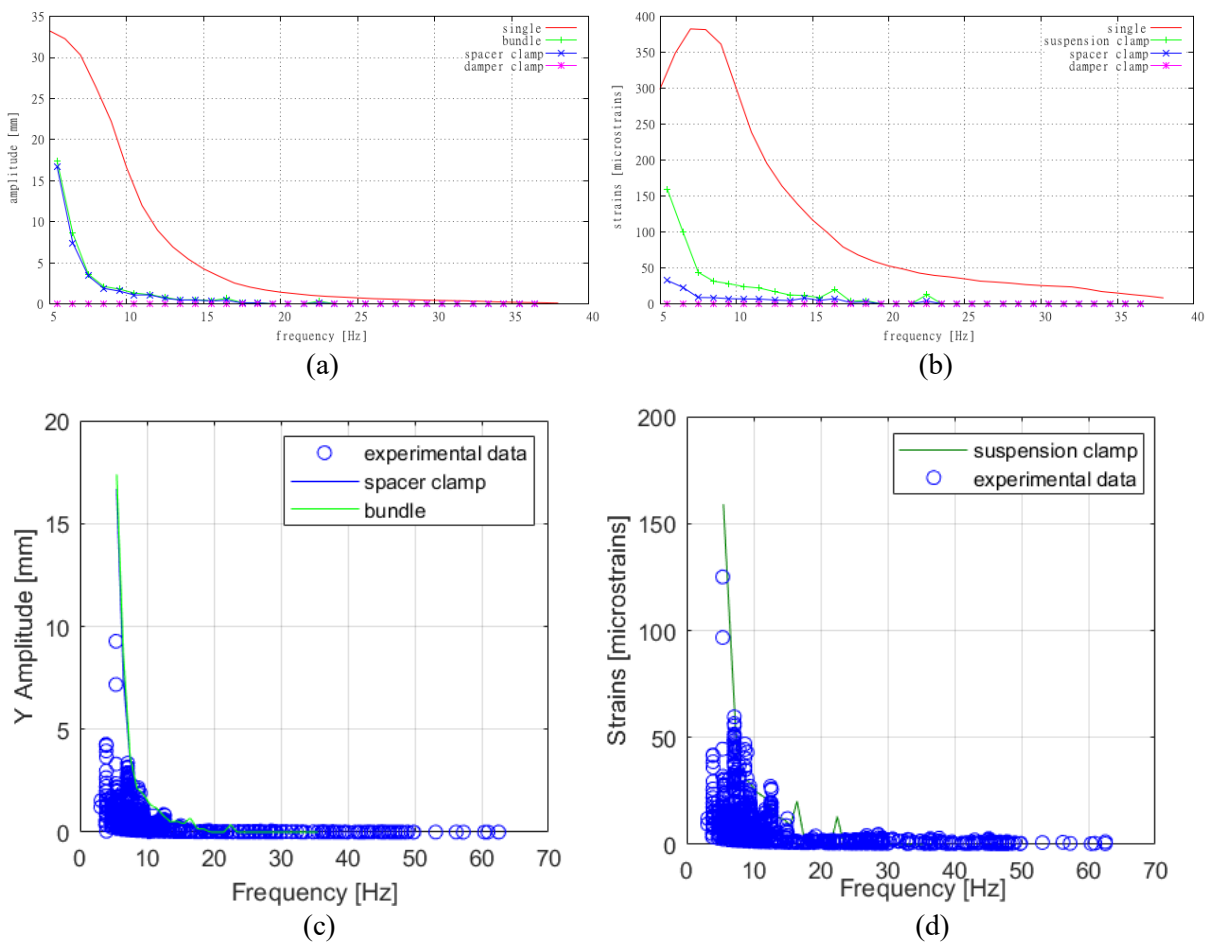 single
bundle
spacer clamp
damper clamp
amplitude [mm]
35
30
25
20
15
10
5
0
5 10 15 20 25 30 35 40
frequency [Hz]
(a)
single
suspension clamp
spacer clamp
damper clamp
strains [microstrains]
400
350
300
250
200
150
100
50
0
5 10 15 20 25 30 35 40
frequency [Hz]
(b)
experimental data
spacer clamp
bundle
Y Amplitude [mm]
20
15
10
5
0
0 10 20 30 40 50 60 70
Frequency [Hz]
(c)
suspension clamp
experimental data
Strains [microstrains]
200
150
100
50
0
0 10 20 30 40 50 60 70
Frequency [Hz]
(d)